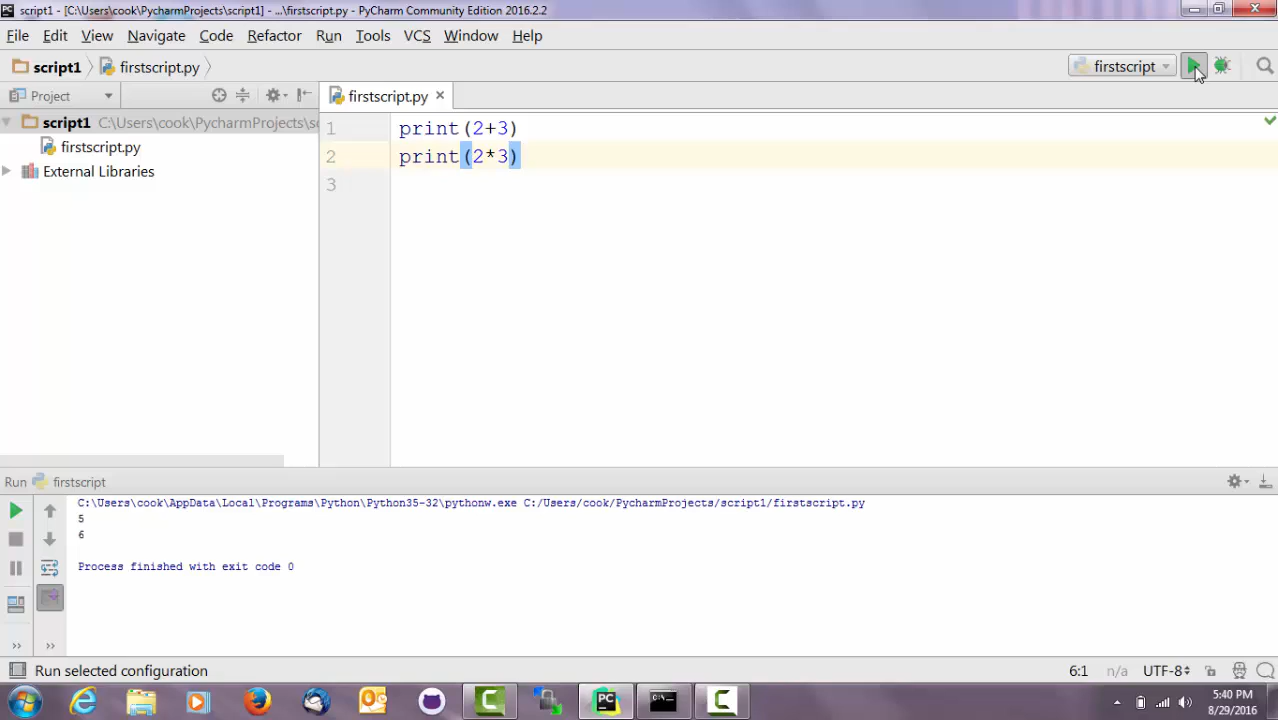 script1 - [C:\Users\cook\PycharmProjects\script1] - ...\firstscript.py - PyCharm Community Edition 2016.2.2
File Edit View Navigate Code Refactor Run Tools VCS Window Help
script1 firstscript.py firstscript
Project firstscript.py
script1 C:\Users\cook\PycharmProjects\sc
firstscript.py
External Libraries
1 print(2+3)
2 print(2*3)
3
Run firstscript
C:\Users\cook\AppData\Local\Programs\Python\Python35-32\pythonw.exe C:/Users/cook/PycharmProjects/script1/firstscript.py
5
6
Process finished with exit code 0
Run selected configuration 6:1 n/a UTF-8
PC C:\ C
5:40 PM
8/29/2016